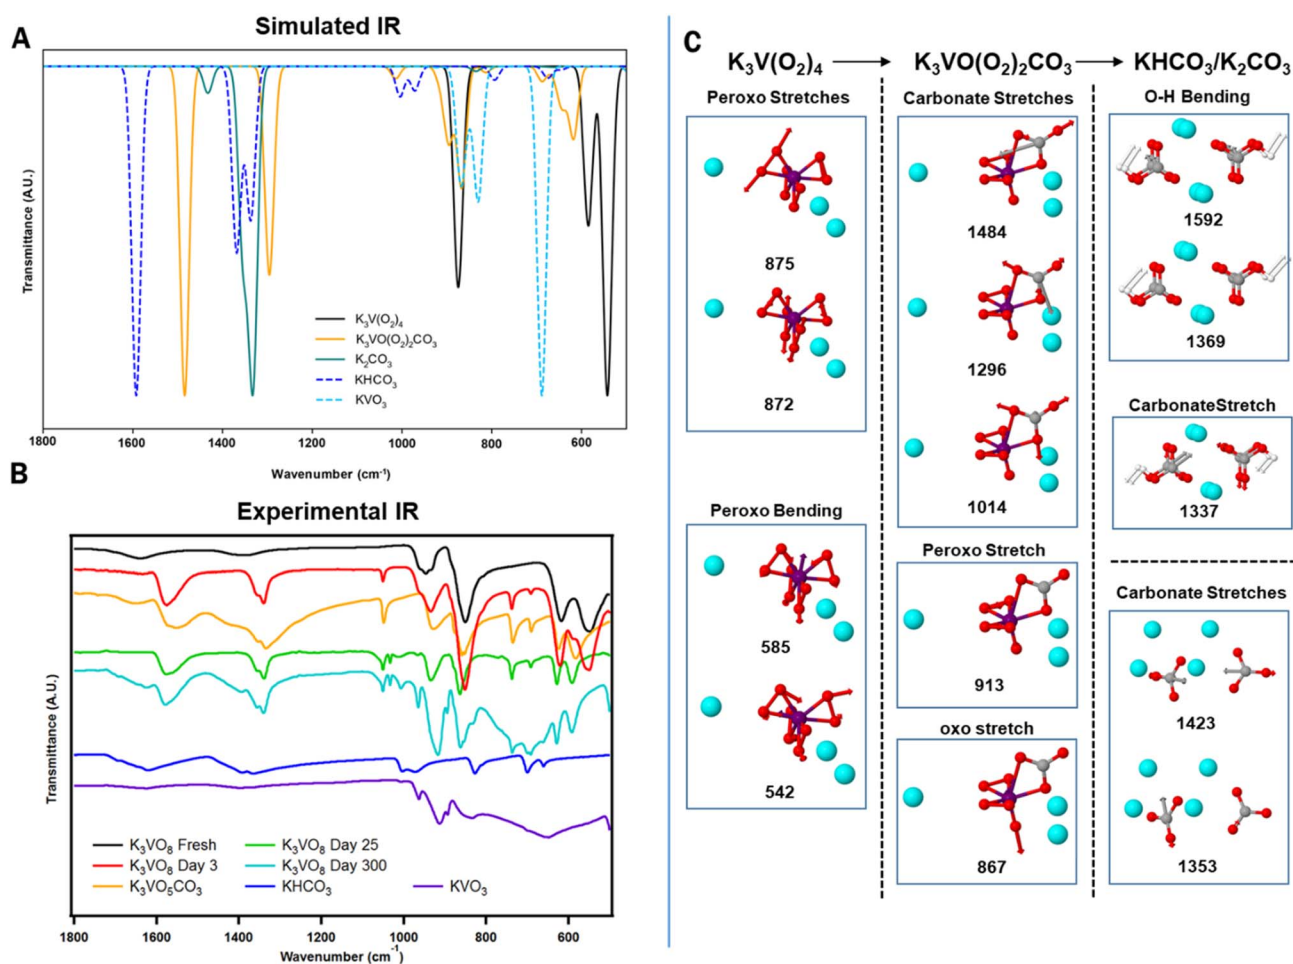 A
Simulated IR
Transmittance (A.U.)
K₃V(O₂)₄
K₃VO(O₂)₂CO₃
K₂CO₃
KHCO₃
KVO₃
1800 1600 1400 1200 1000 800 600
Wavenumber (cm⁻¹)
B
Experimental IR
Transmittance (A.U.)
K₃VO₈ Fresh
K₃VO₈ Day 3
K₃VO₅CO₃
K₃VO₈ Day 25
K₃VO₈ Day 300
KHCO₃
KVO₃
1800 1600 1400 1200 1000 800 600
Wavenumber (cm⁻¹)
C
K₃V(O₂)₄ → K₃VO(O₂)₂CO₃ → KHCO₃/K₂CO₃
Peroxo Stretches
875
872
Peroxo Bending
585
542
Carbonate Stretches
1484
1296
1014
Peroxo Stretch
913
oxo stretch
867
O-H Bending
1592
1369
CarbonateStretch
1337
Carbonate Stretches
1423
1353